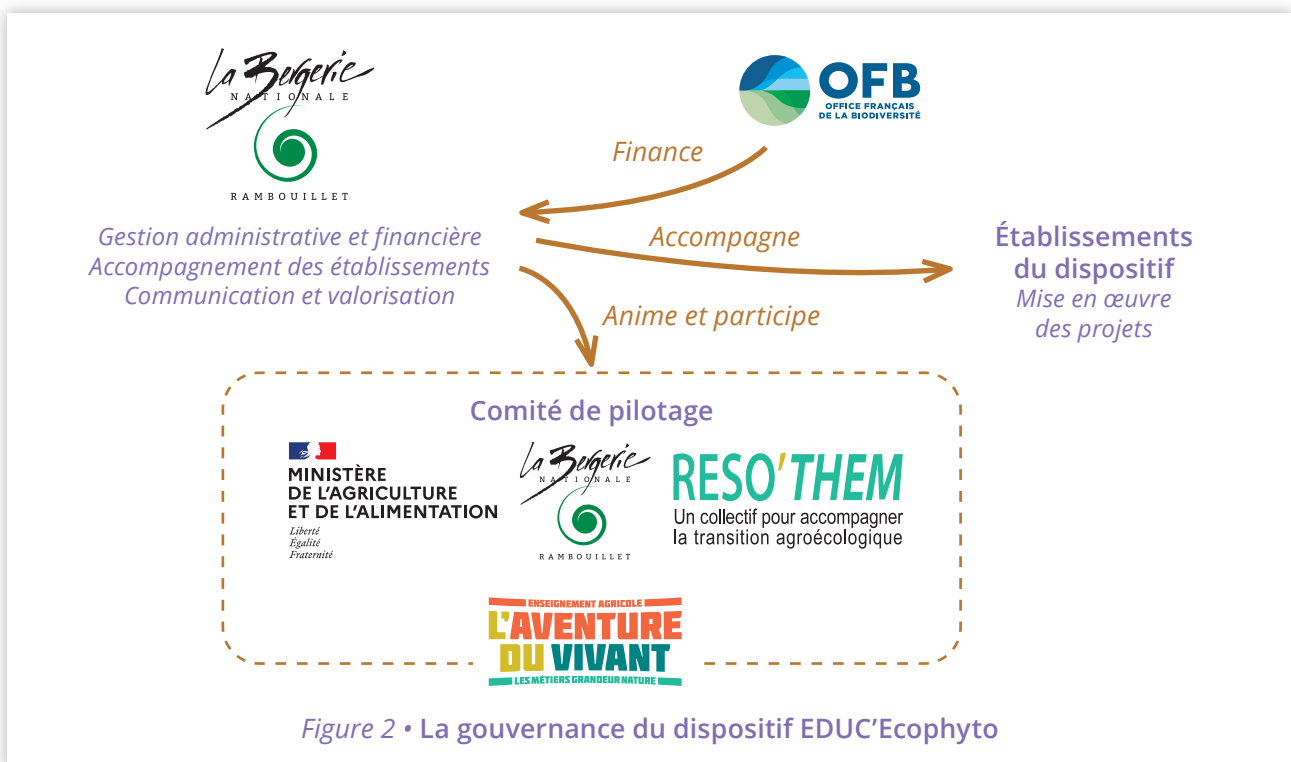 La Bergerie
NATIONALE
RAMBOUILLET
OFB
OFFICE FRANÇAIS
DE LA BIODIVERSITÉ
Finance
Gestion administrative et financière
Accompagnement des établissements
Communication et valorisation
Accompagne
Établissements
du dispositif
Mise en œuvre
des projets
Anime et participe
Comité de pilotage
MINISTÈRE
DE L'AGRICULTURE
ET DE L'ALIMENTATION
Liberté
Égalité
Fraternité
La Bergerie
NATIONALE
RAMBOUILLET
RESO'THEM
Un collectif pour accompagner
la transition agroécologique
ENSEIGNEMENT AGRICOLE
L'AVENTURE
DU VIVANT
LES MÉTIERS GRANDEUR NATURE
Figure 2 • La gouvernance du dispositif EDUC'Ecophyto